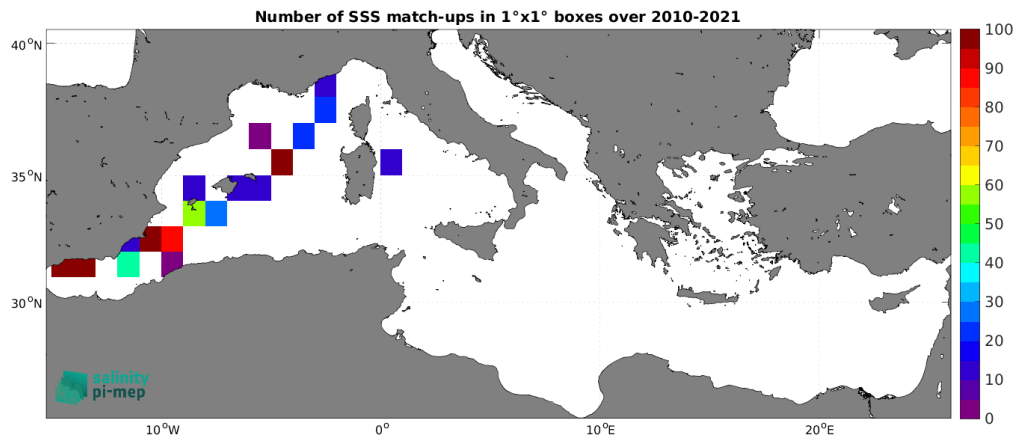 Number of SSS match-ups in 1°x1° boxes over 2010-2021
40°N
35°N
30°N
10°W
0°
10°E
20°E
100
90
80
70
60
50
40
30
20
10
0
salinity
pi-mep